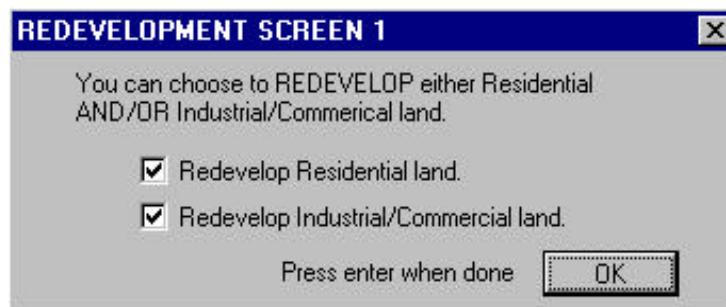 REDEVELOPMENT SCREEN 1
You can choose to REDEVELOP either Residential
AND/OR Industrial/Commerical land.
Redevelop Residential land.
Redevelop Industrial/Commercial land.
Press enter when done OK